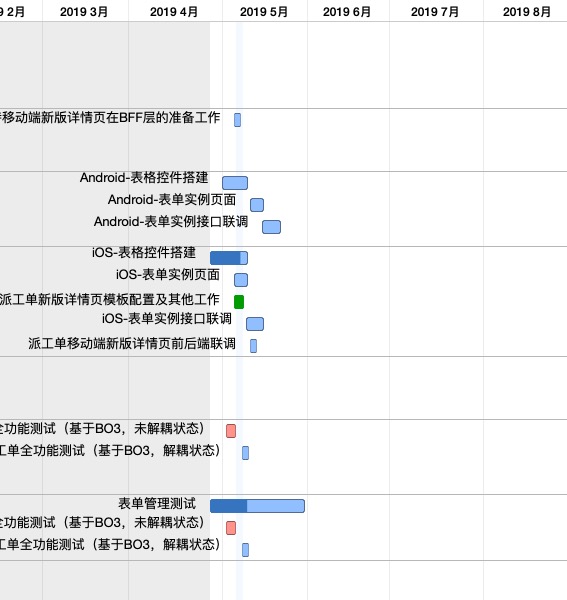 9 2月 2019 3月 2019 4月 2019 5月 2019 6月 2019 7月 2019 8月
移动端新版详情页在BFF层的准备工作
Android-表格控件搭建
Android-表单实例页面
Android-表单实例接口联调
iOS-表格控件搭建
iOS-表单实例页面
派工单新版详情页模板配置及其他工作
iOS-表单实例接口联调
派工单移动端新版详情页前后端联调
全功能测试（基于BO3，未解耦状态）
工单全功能测试（基于BO3，解耦状态）
表单管理测试
全功能测试（基于BO3，未解耦状态）
工单全功能测试（基于BO3，解耦状态）